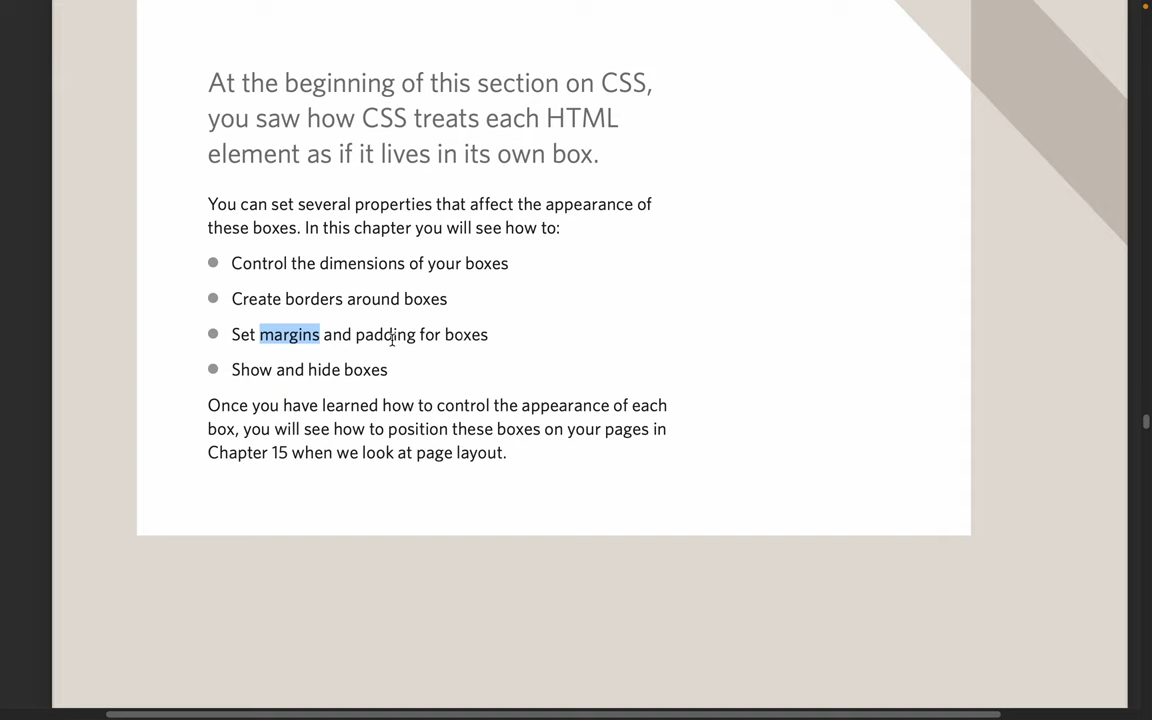 At the beginning of this section on CSS,
you saw how CSS treats each HTML
element as if it lives in its own box.
You can set several properties that affect the appearance of
these boxes. In this chapter you will see how to:
Control the dimensions of your boxes
Create borders around boxes
Set margins and padding for boxes
Show and hide boxes
Once you have learned how to control the appearance of each
box, you will see how to position these boxes on your pages in
Chapter 15 when we look at page layout.